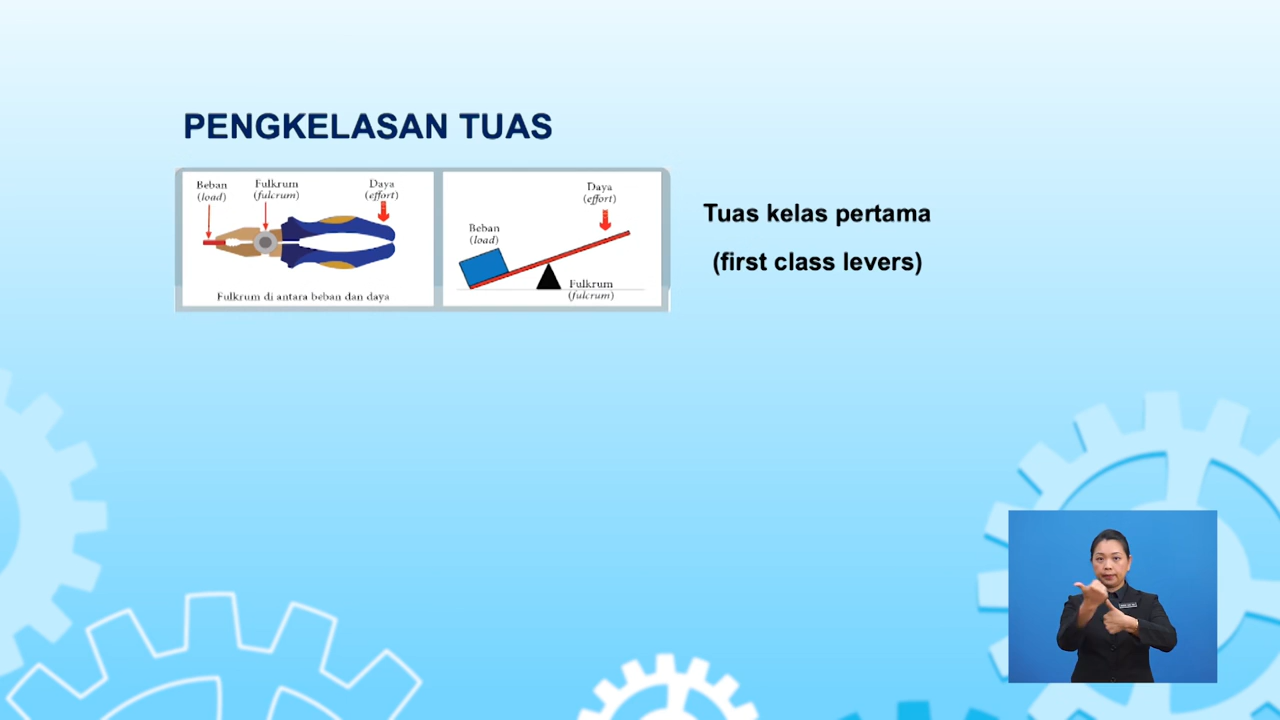 PENGKELASAN TUAS
Beban
(load)
Fulkrum
(fulcrum)
Daya
(effort)
Fulkrum di antara beban dan daya
Daya
(effort)
Beban
(load)
Fulkrum
(fulcrum)
Tuas kelas pertama
(first class levers)